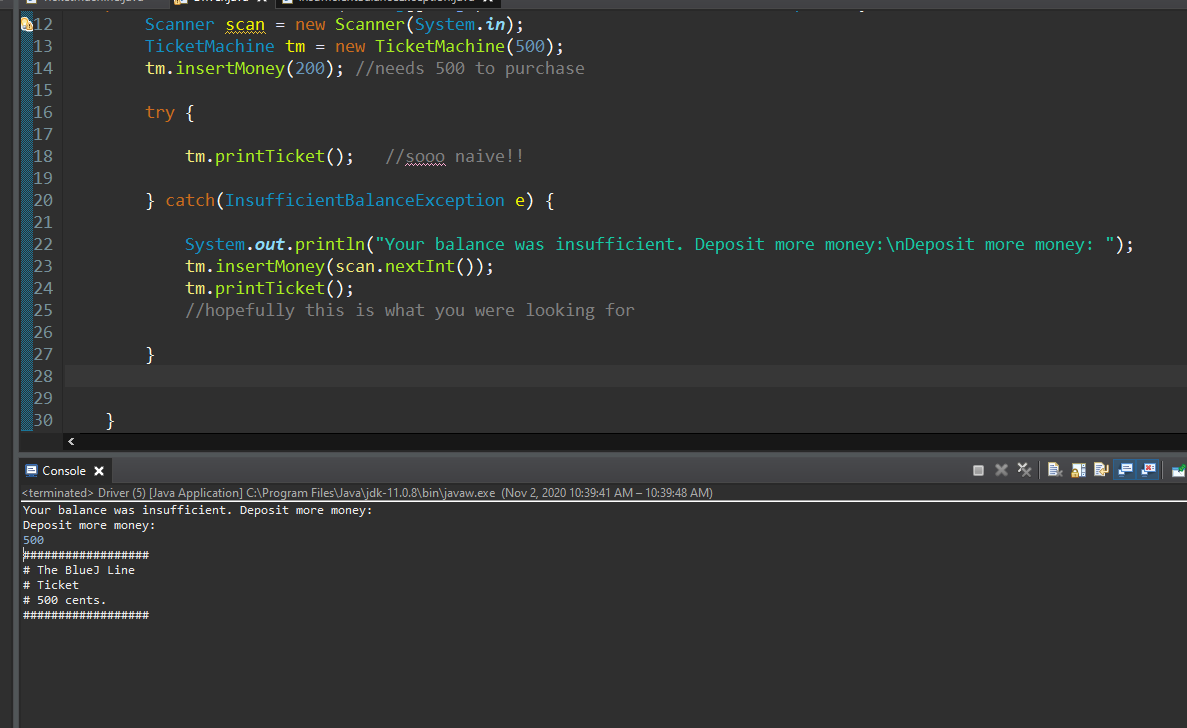 12 Scanner scan = new Scanner(System.in);
13 TicketMachine tm = new TicketMachine(500);
14 tm.insertMoney(200); //needs 500 to purchase
15
16 try {
17
18 tm.printTicket(); //sooo naive!!
19
20 } catch(InsufficientBalanceException e) {
21
22 System.out.println("Your balance was insufficient. Deposit more money:\nDeposit more money: ");
23 tm.insertMoney(scan.nextInt());
24 tm.printTicket();
25 //hopefully this is what you were looking for
26
27 }
28
29
30 }
Console
<terminated> Driver (5) [Java Application] C:\Program Files\Java\jdk-11.0.8\bin\javaw.exe (Nov 2, 2020 10:39:41 AM – 10:39:48 AM)
Your balance was insufficient. Deposit more money:
Deposit more money:
500
##################
# The BlueJ Line
# Ticket
# 500 cents.
##################